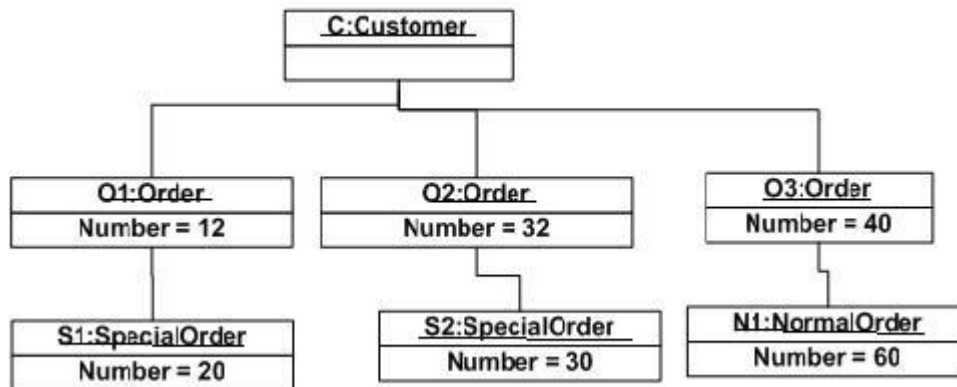 C:Customer
O1:Order
Number = 12
O2:Order
Number = 32
O3:Order
Number = 40
S1:SpecialOrder
Number = 20
S2:SpecialOrder
Number = 30
N1:NormalOrder
Number = 60